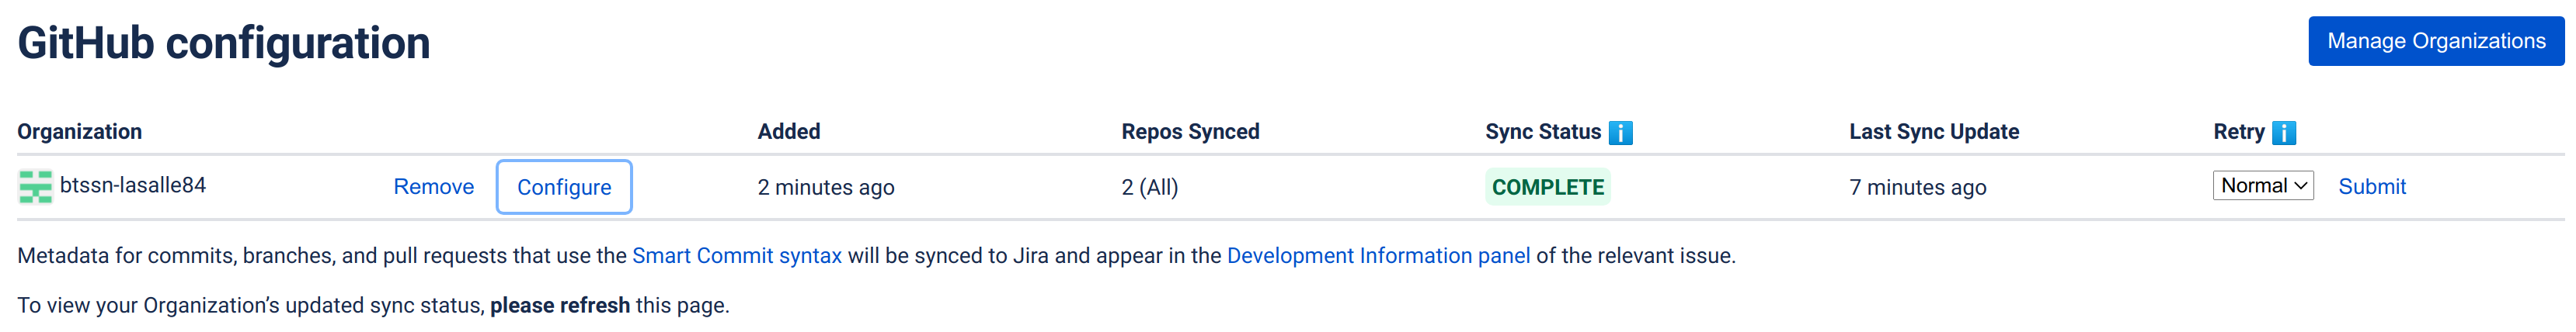 GitHub configuration
Manage Organizations
Organization Added Repos Synced Sync Status i Last Sync Update Retry i
btssn-lasalle84 Remove Configure 2 minutes ago 2 (All) COMPLETE 7 minutes ago Normal Submit
Metadata for commits, branches, and pull requests that use the Smart Commit syntax will be synced to Jira and appear in the Development Information panel of the relevant issue.
To view your Organization’s updated sync status, please refresh this page.